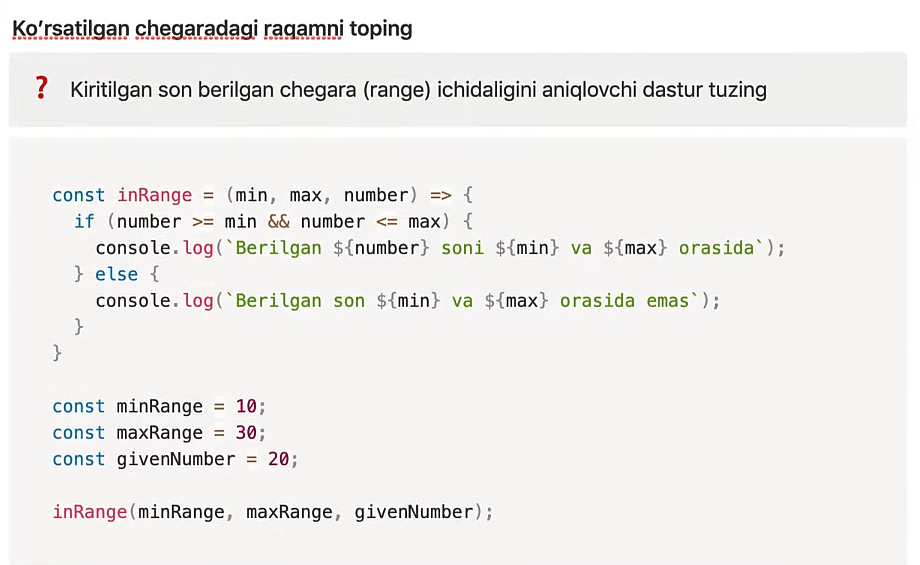 Ko‘rsatilgan chegaradagi raqamni toping
❓ Kiritilgan son berilgan chegara (range) ichidaligini aniqlovchi dastur tuzing
const inRange = (min, max, number) => {
  if (number >= min && number <= max) {
    console.log(`Berilgan ${number} soni ${min} va ${max} orasida`);
  } else {
    console.log(`Berilgan son ${min} va ${max} orasida emas`);
  }
}
const minRange = 10;
const maxRange = 30;
const givenNumber = 20;
inRange(minRange, maxRange, givenNumber);